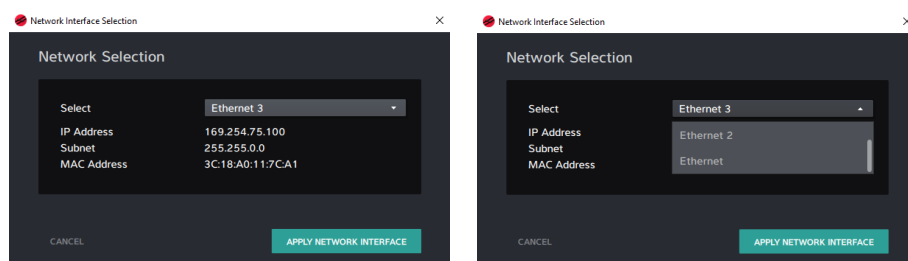 Network Interface Selection
Network Selection
Select Ethernet 3
IP Address 169.254.75.100
Subnet 255.255.0.0
MAC Address 3C:18:A0:11:7C:A1
CANCEL APPLY NETWORK INTERFACE
Network Interface Selection
Network Selection
Select Ethernet 3
IP Address Ethernet 2
Subnet
MAC Address Ethernet
CANCEL APPLY NETWORK INTERFACE